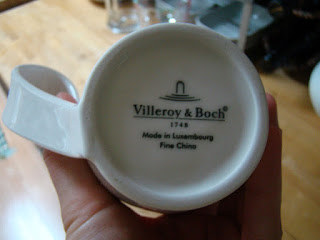 Villeroy & Boch®
1748
Made in Luxembourg
Fine China